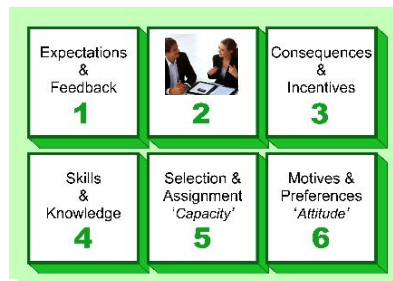 Expectations
&
Feedback
1
2
Consequences
&
Incentives
3
Skills
&
Knowledge
4
Selection &
Assignment
‘Capacity’
5
Motives &
Preferences
‘Attitude’
6